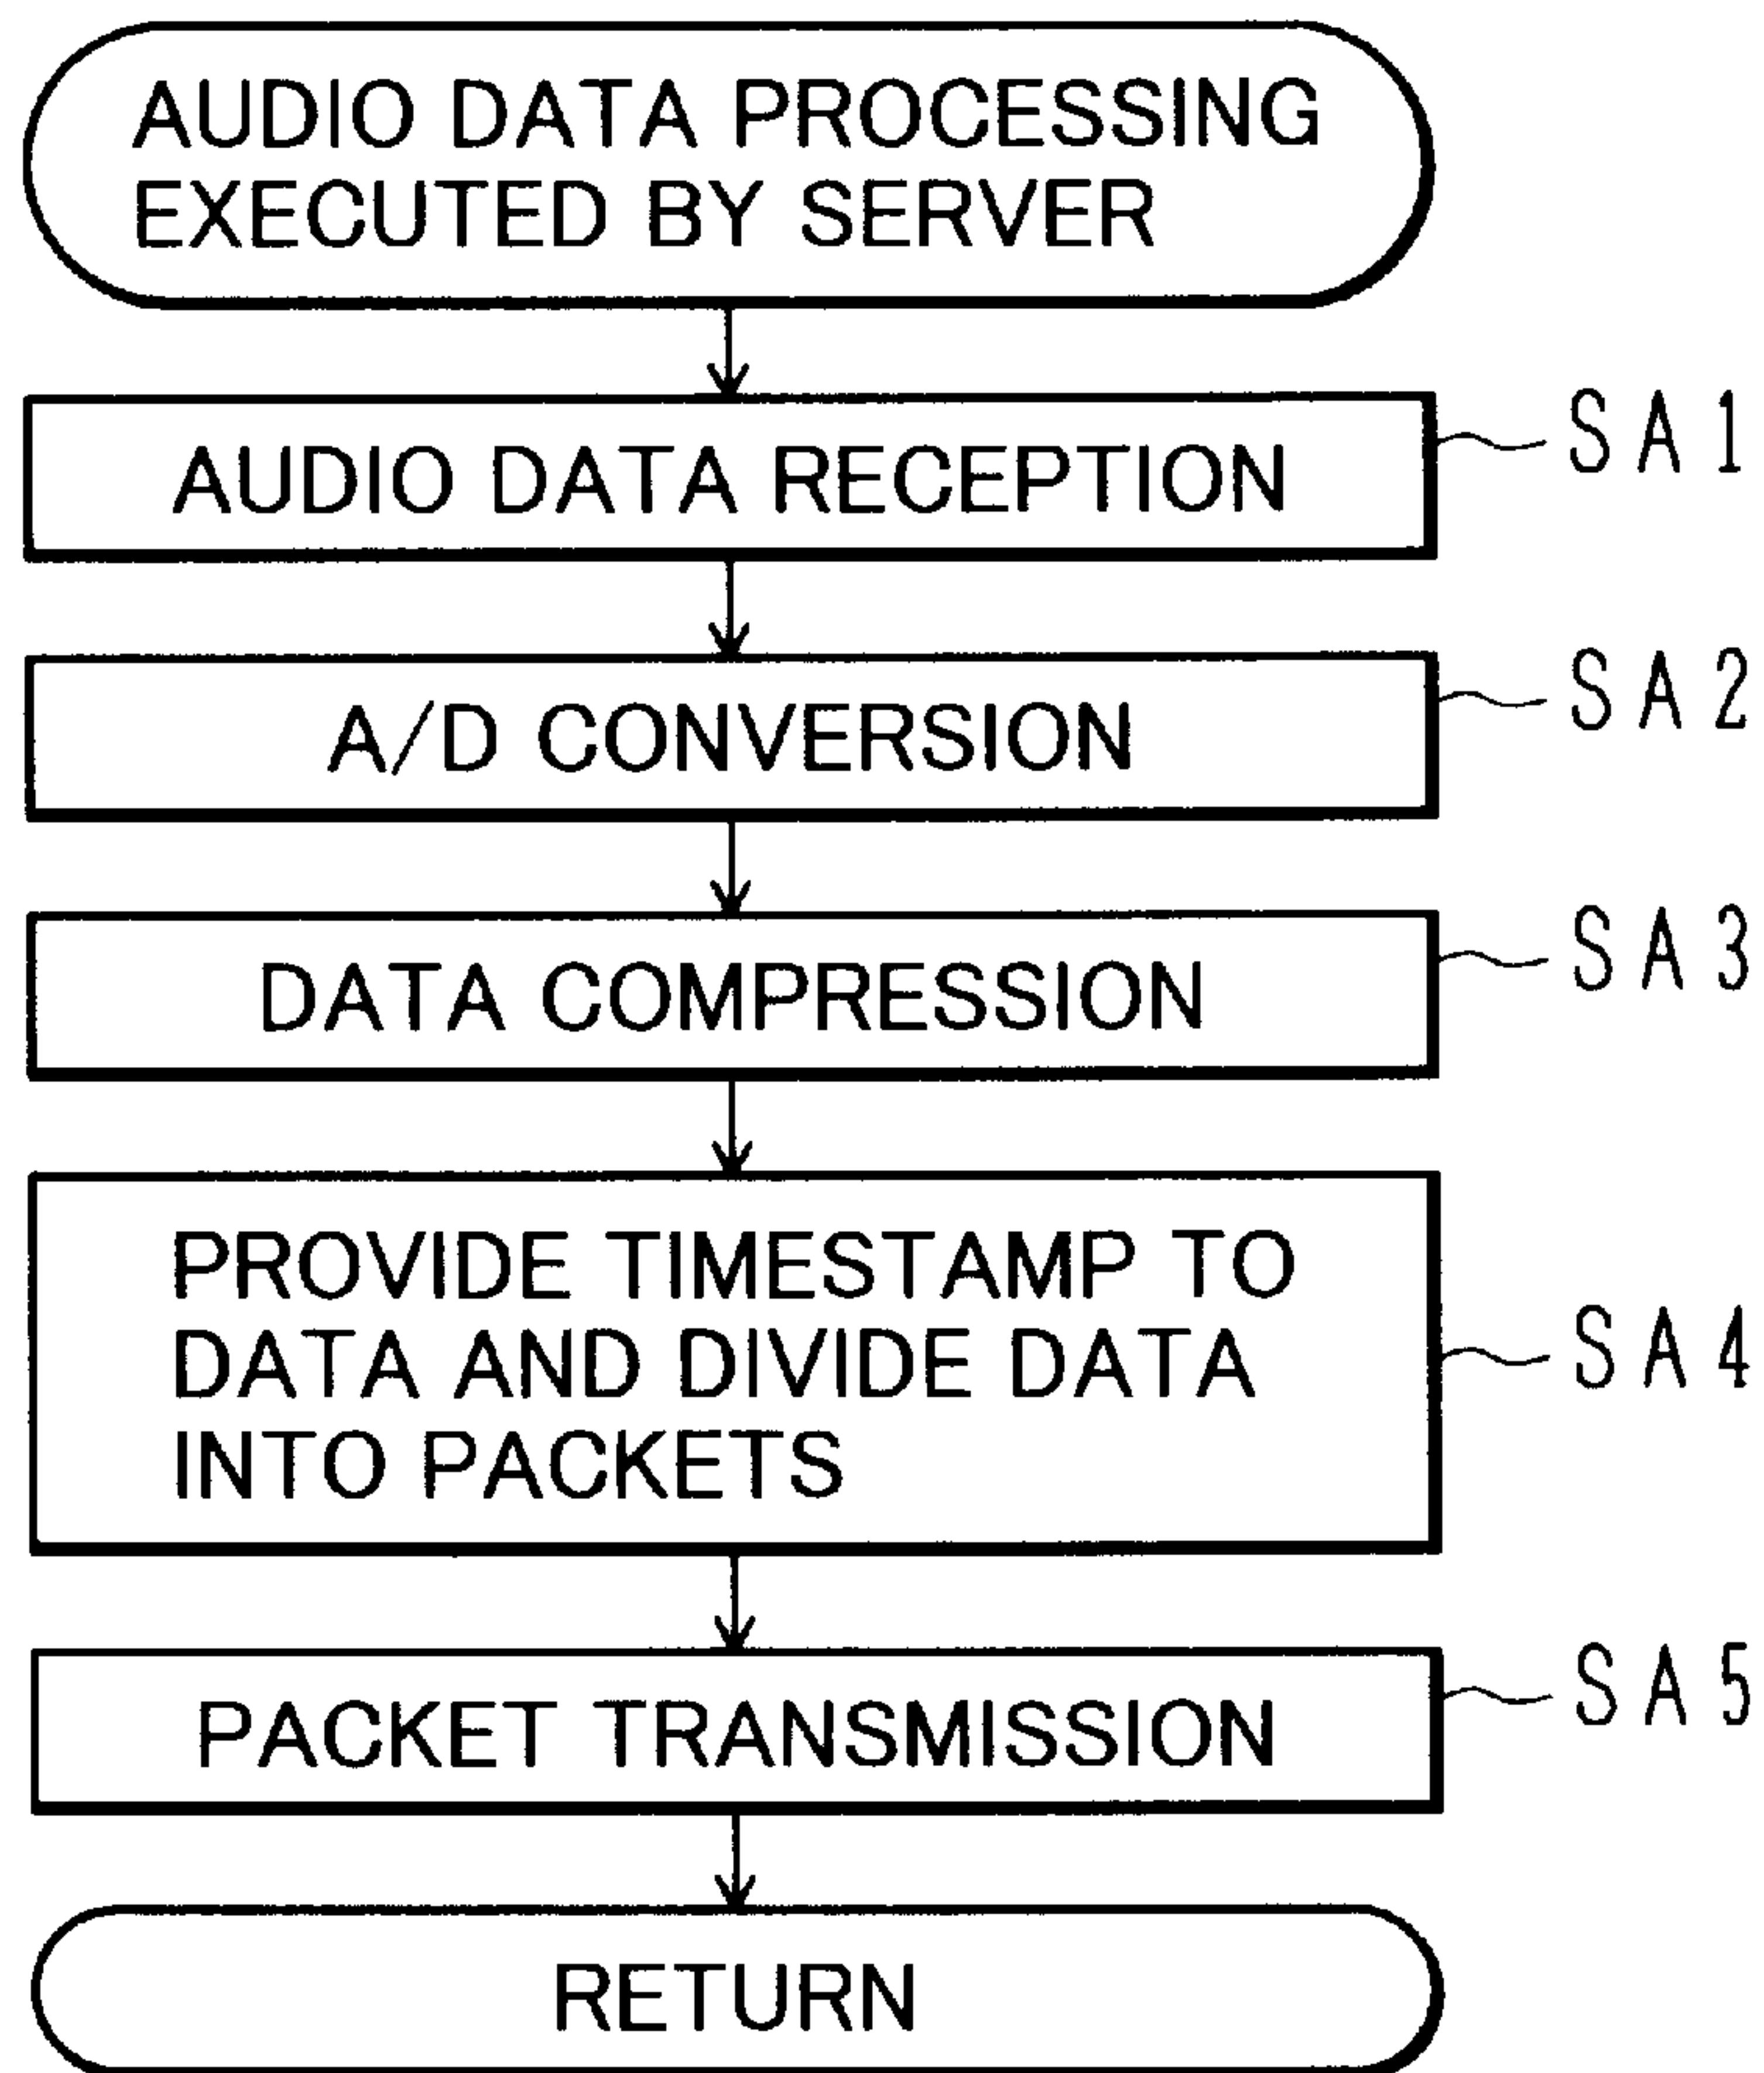 AUDIO DATA PROCESSING
EXECUTED BY SERVER
AUDIO DATA RECEPTION
SA1
A/D CONVERSION
SA2
DATA COMPRESSION
SA3
PROVIDE TIMESTAMP TO
DATA AND DIVIDE DATA
INTO PACKETS
SA4
PACKET TRANSMISSION
SA5
RETURN